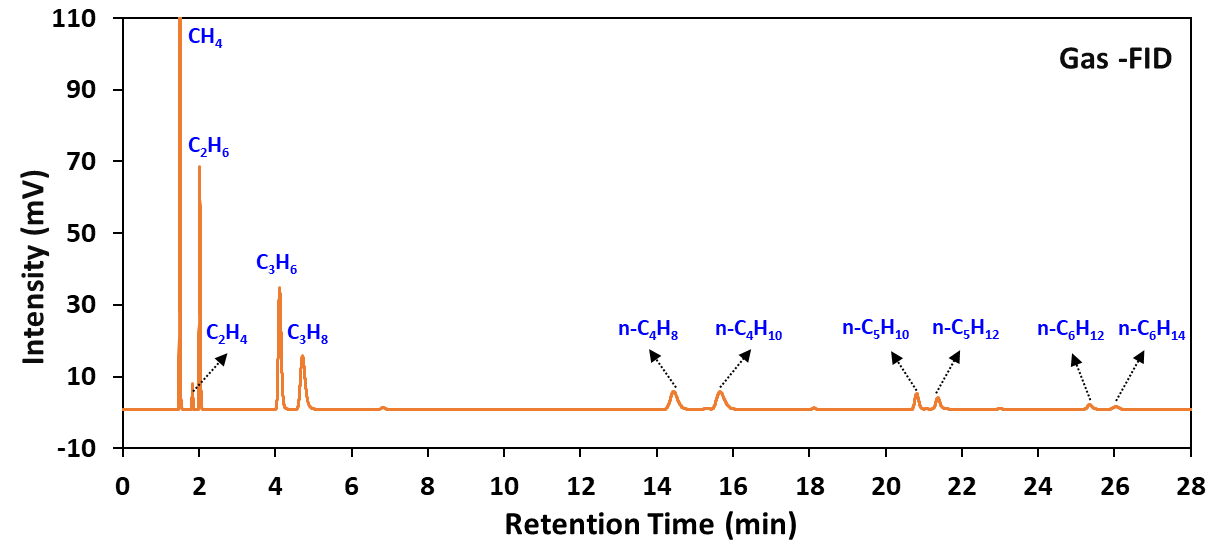 110
90
70
50
30
10
-10
Intensity (mV)
CH4
Gas -FID
C2H6
C3H6
C2H4
C3H8
n-C4H8
n-C4H10
n-C5H10
n-C5H12
n-C6H12
n-C6H14
0 2 4 6 8 10 12 14 16 18 20 22 24 26 28
Retention Time (min)